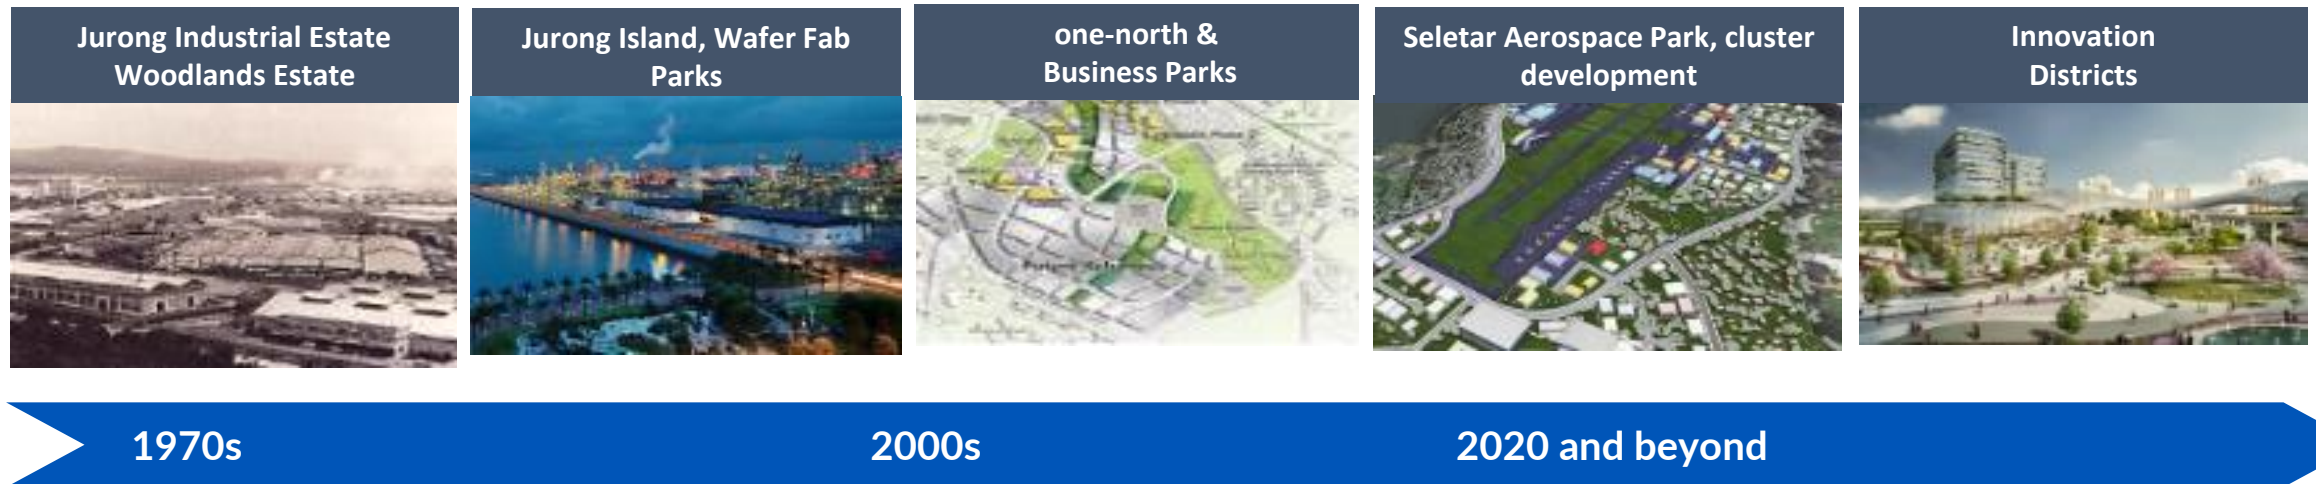 Jurong Industrial Estate
Woodlands Estate
Jurong Island, Wafer Fab
Parks
one-north &
Business Parks
Seletar Aerospace Park, cluster
development
Innovation
Districts
1970s
2000s
2020 and beyond